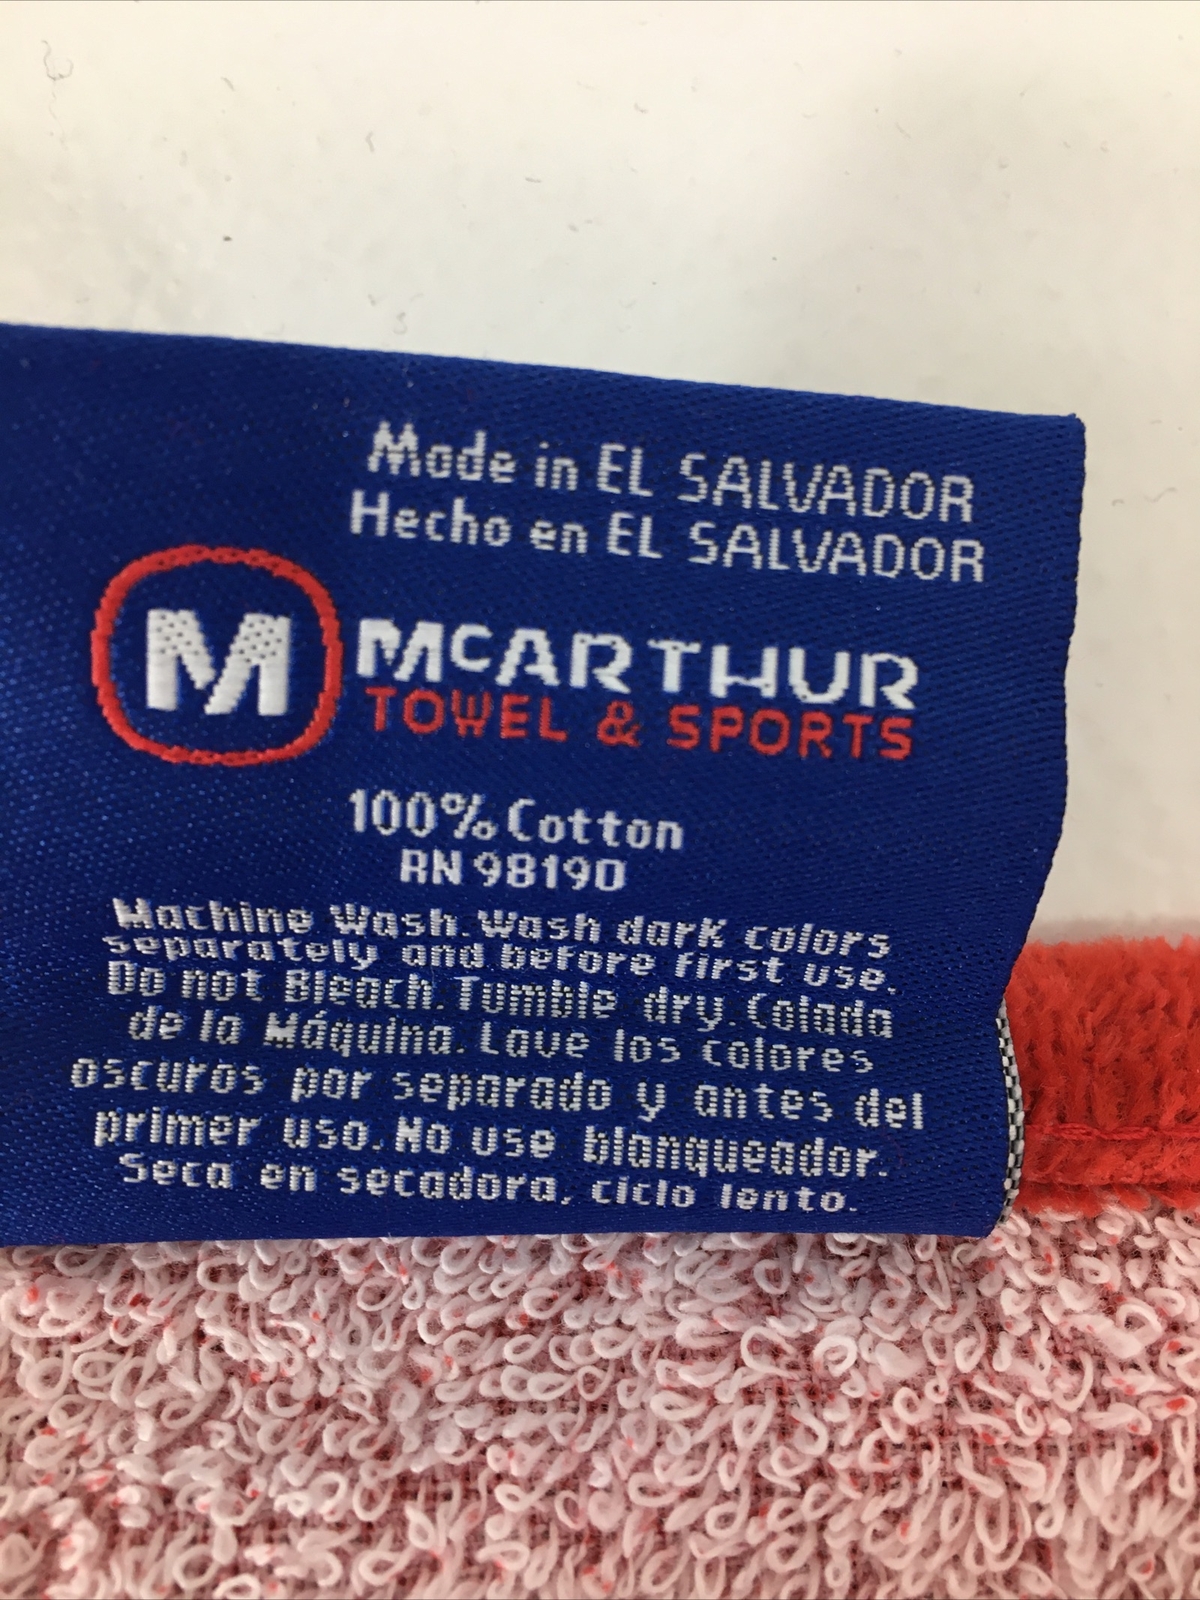 Made in EL SALVADOR
Hecho en EL SALVADOR
M
MCARTHUR
TOWEL & SPORTS
100% Cotton
RN 98190
Machine Wash. Wash dark colors
separately and before first use.
Do not Bleach. Tumble dry. Colada
de la Máquina. Lave los colores
oscuros por separado y antes del
primer uso. No use blanqueador.
Seca en secadora, ciclo lento.